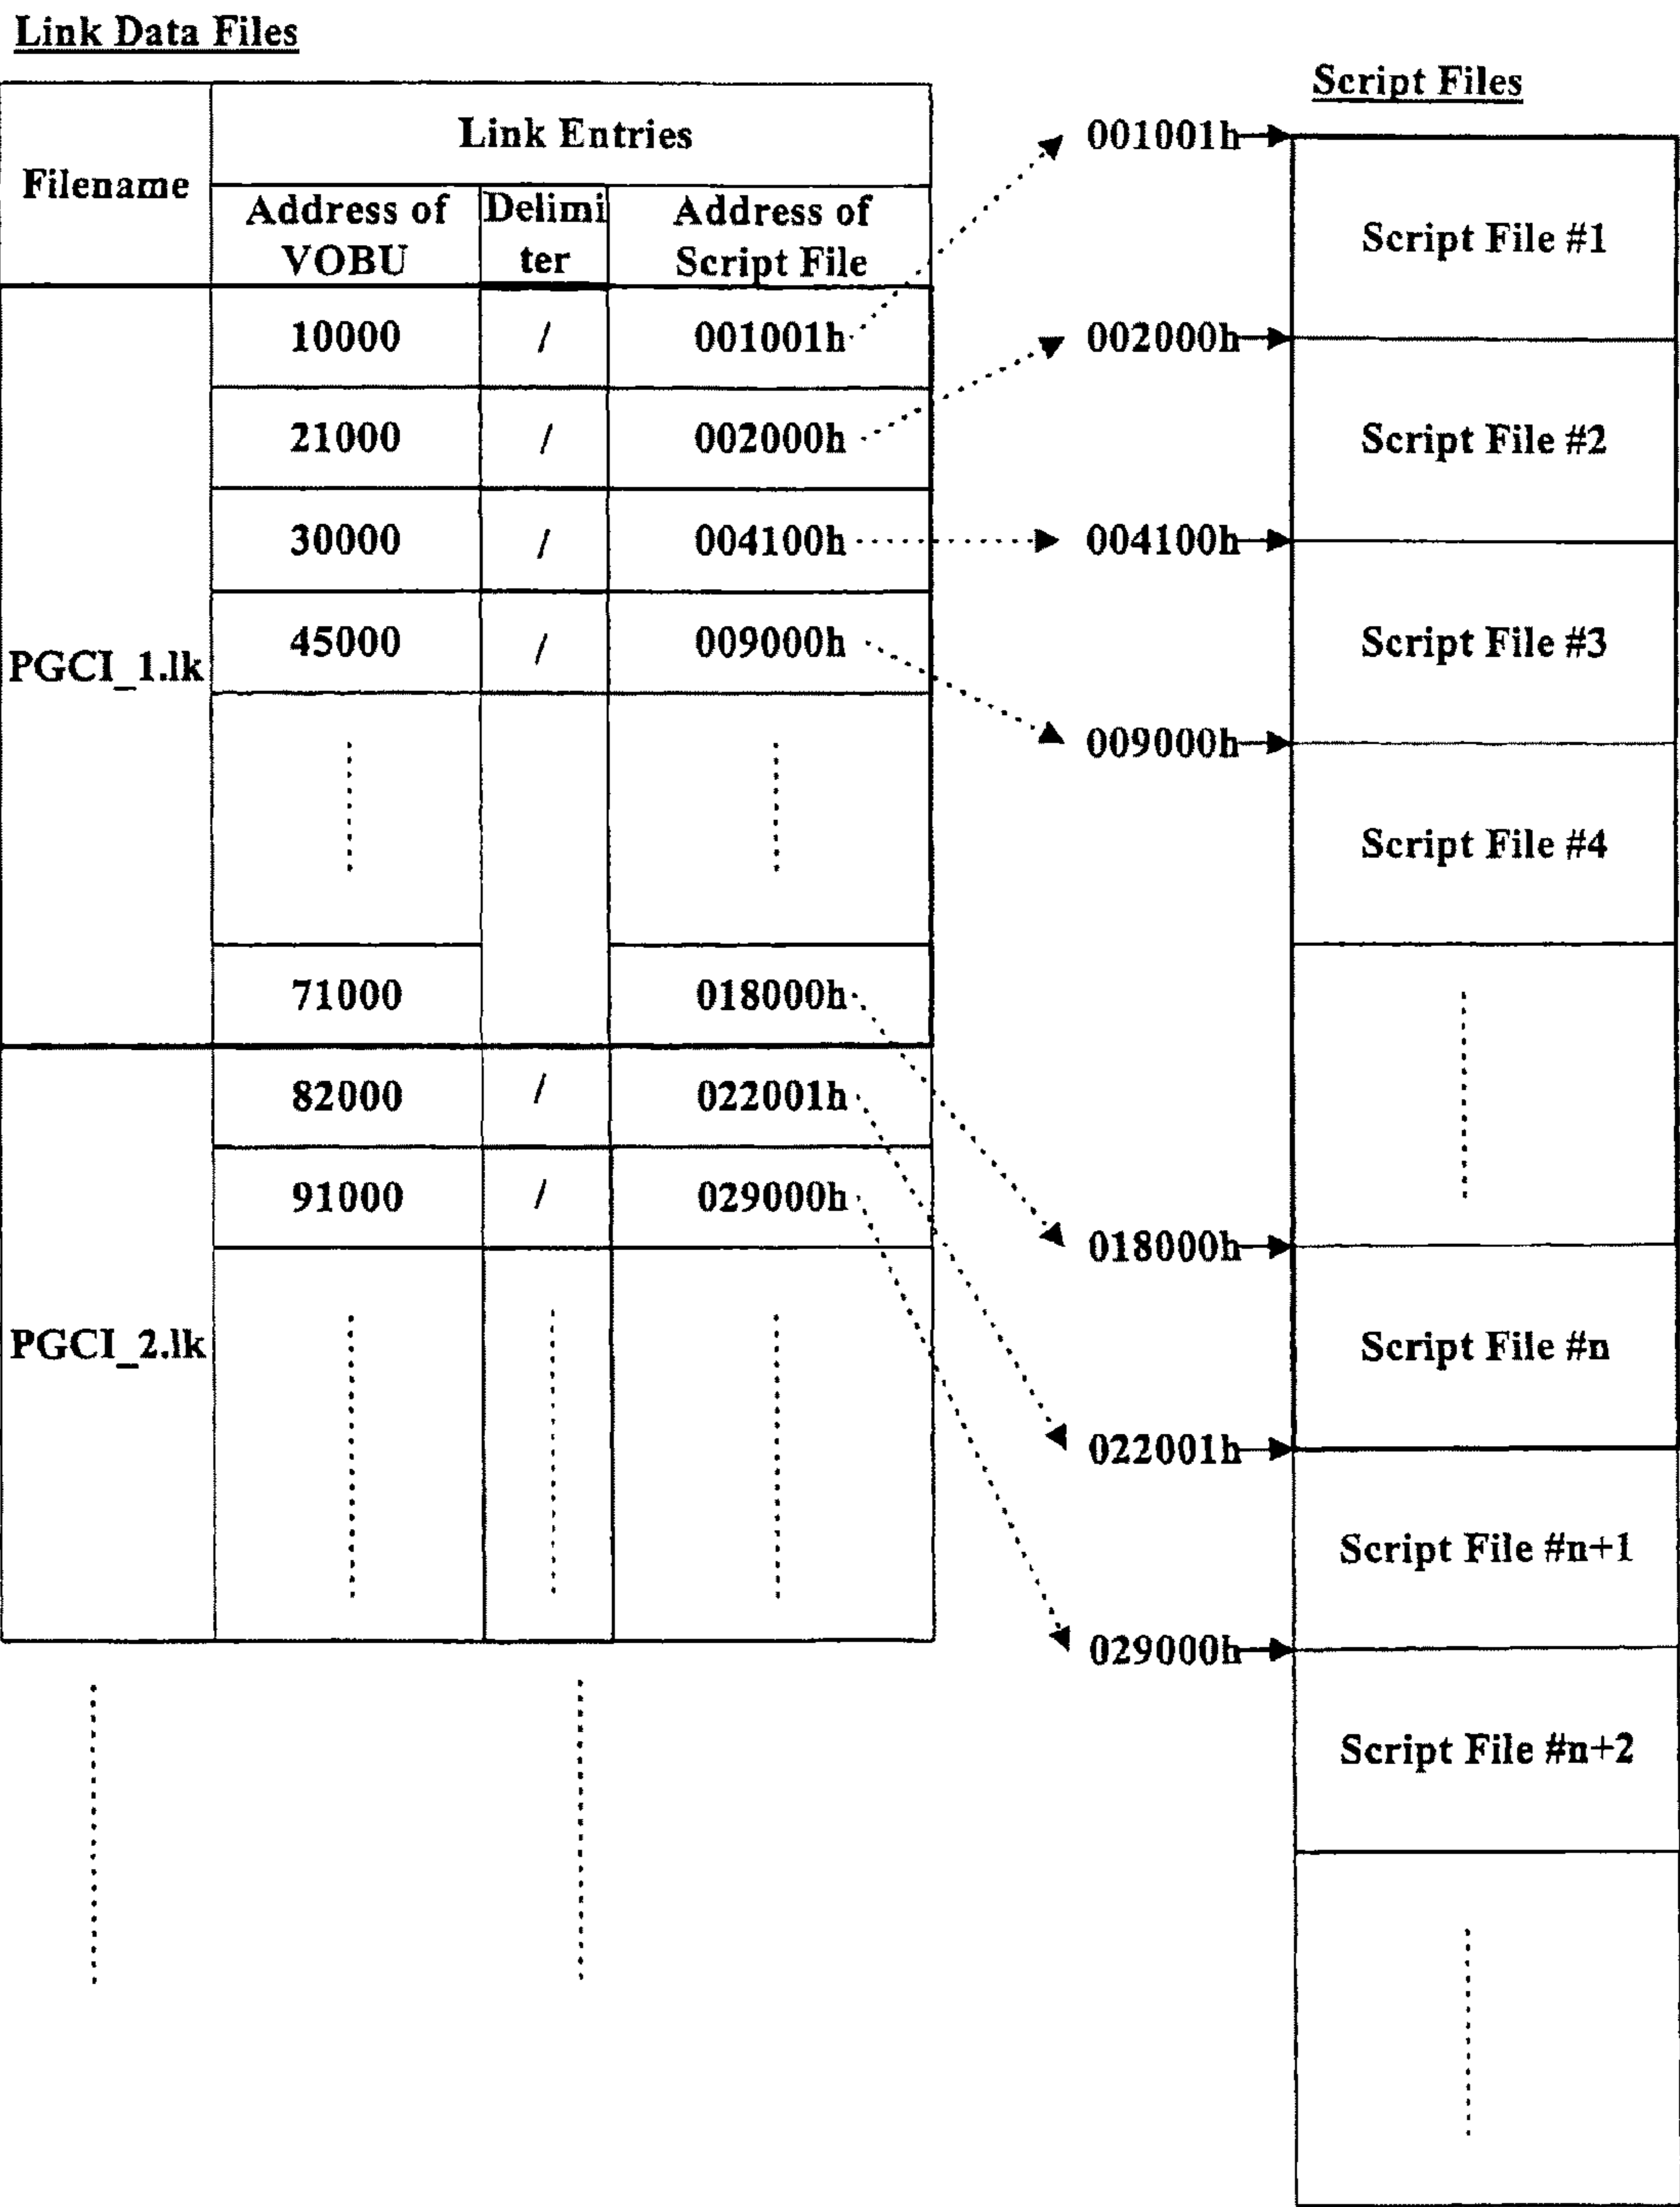 Link Data Files
Filename
Link Entries
Address of
VOBU
Delimi
ter
Address of
Script File
PGCI_1.lk
10000 / 001001h
21000 / 002000h
30000 / 004100h
45000 / 009000h
71000 018000h
PGCI_2.lk
82000 / 022001h
91000 / 029000h
Script Files
001001h
Script File #1
002000h
Script File #2
004100h
Script File #3
009000h
Script File #4
018000h
Script File #n
022001h
Script File #n+1
029000h
Script File #n+2